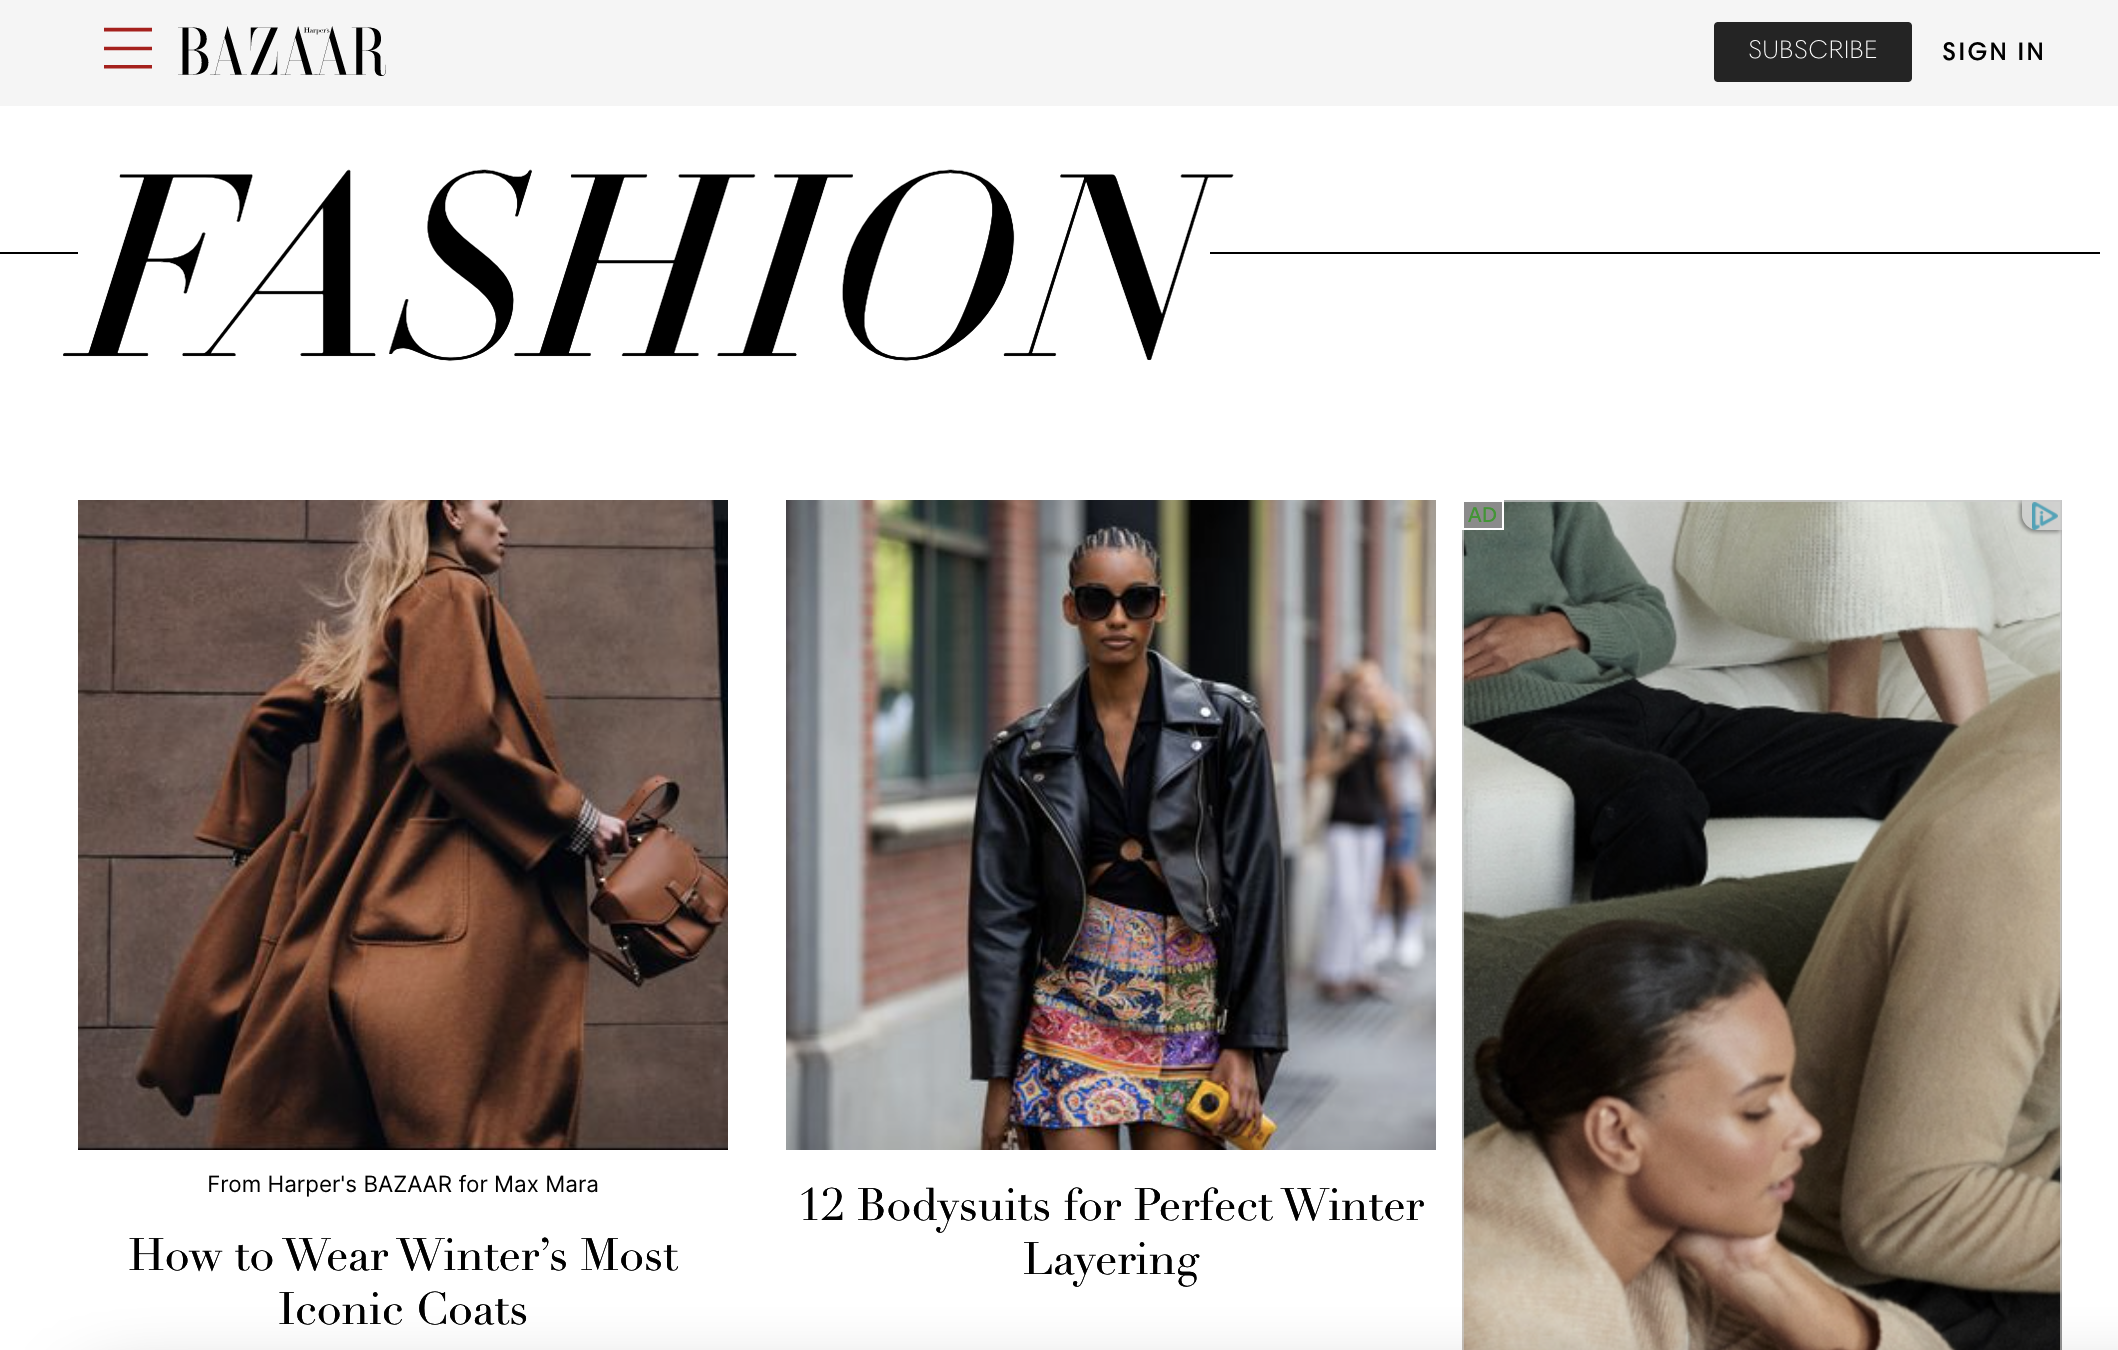 Harper's
BAZAAR
SUBSCRIBE
SIGN IN
FASHION
AD
From Harper's BAZAAR for Max Mara
How to Wear Winter’s Most
Iconic Coats
12 Bodysuits for Perfect Winter
Layering